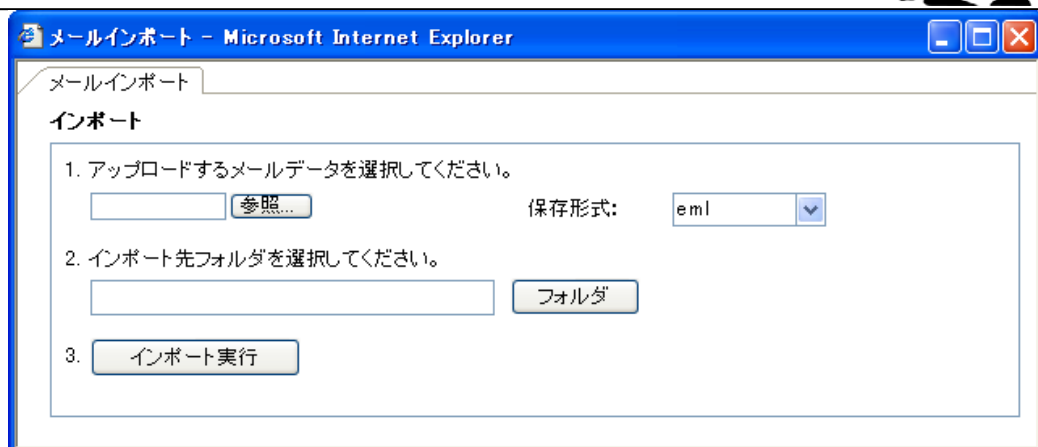 メールインポート - Microsoft Internet Explorer
メールインポート
インポート
1. アップロードするメールデータを選択してください。
参照... 保存形式: eml
2. インポート先フォルダを選択してください。
フォルダ
3. インポート実行